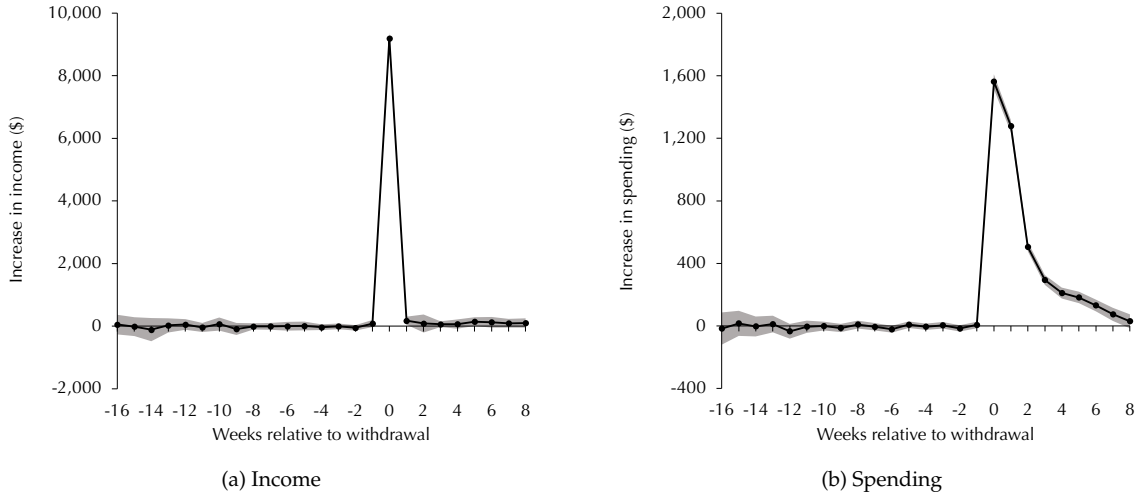 10,000
8,000
6,000
4,000
2,000
0
-2,000
Increase in income ($)
-16 -14 -12 -10 -8 -6 -4 -2 0 2 4 6 8
Weeks relative to withdrawal
(a) Income
2,000
1,600
1,200
800
400
0
-400
Increase in spending ($)
-16 -14 -12 -10 -8 -6 -4 -2 0 2 4 6 8
Weeks relative to withdrawal
(b) Spending